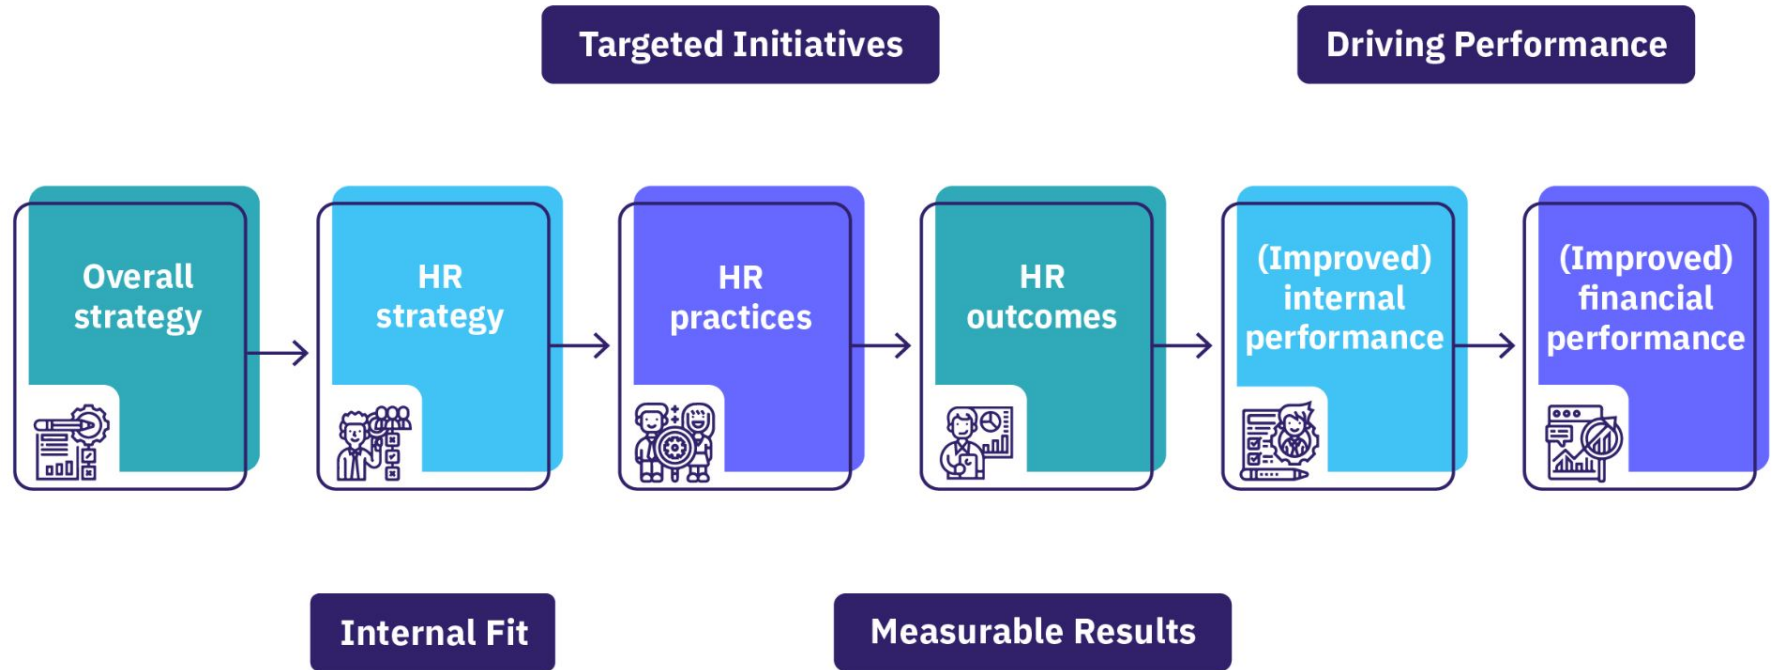 Targeted Initiatives
Driving Performance
Overall
strategy
HR
strategy
HR
practices
HR
outcomes
(Improved)
internal
performance
(Improved)
financial
performance
Internal Fit
Measurable Results